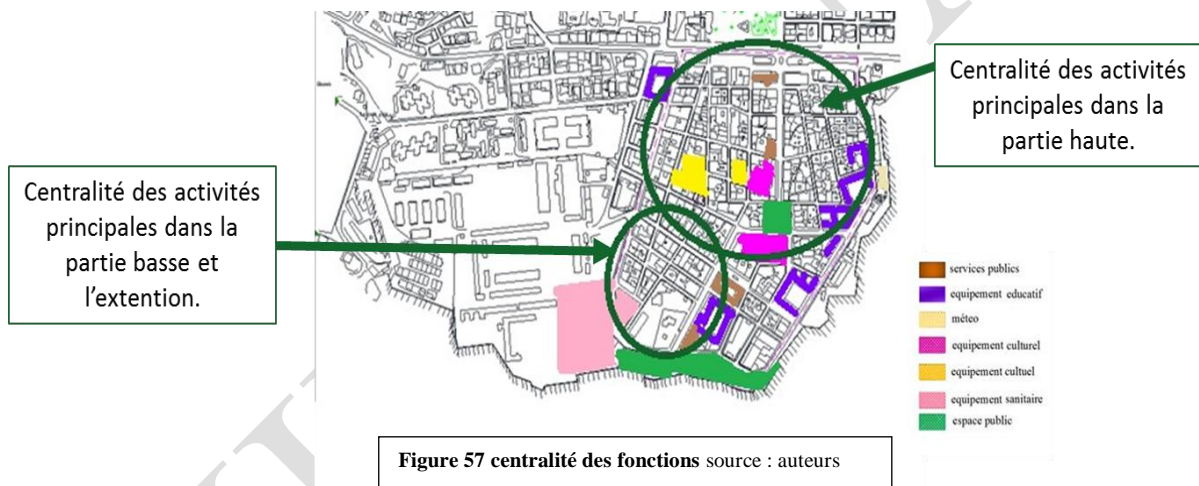 Centralité des activités
principales dans la
partie haute.
Centralité des activités
principales dans la
partie basse et
l'extention.
services publics
equipement educatif
méteo
equipement culturel
equipement cultuel
equipement sanitaire
espace public
Figure 57 centralité des fonctions source : auteurs